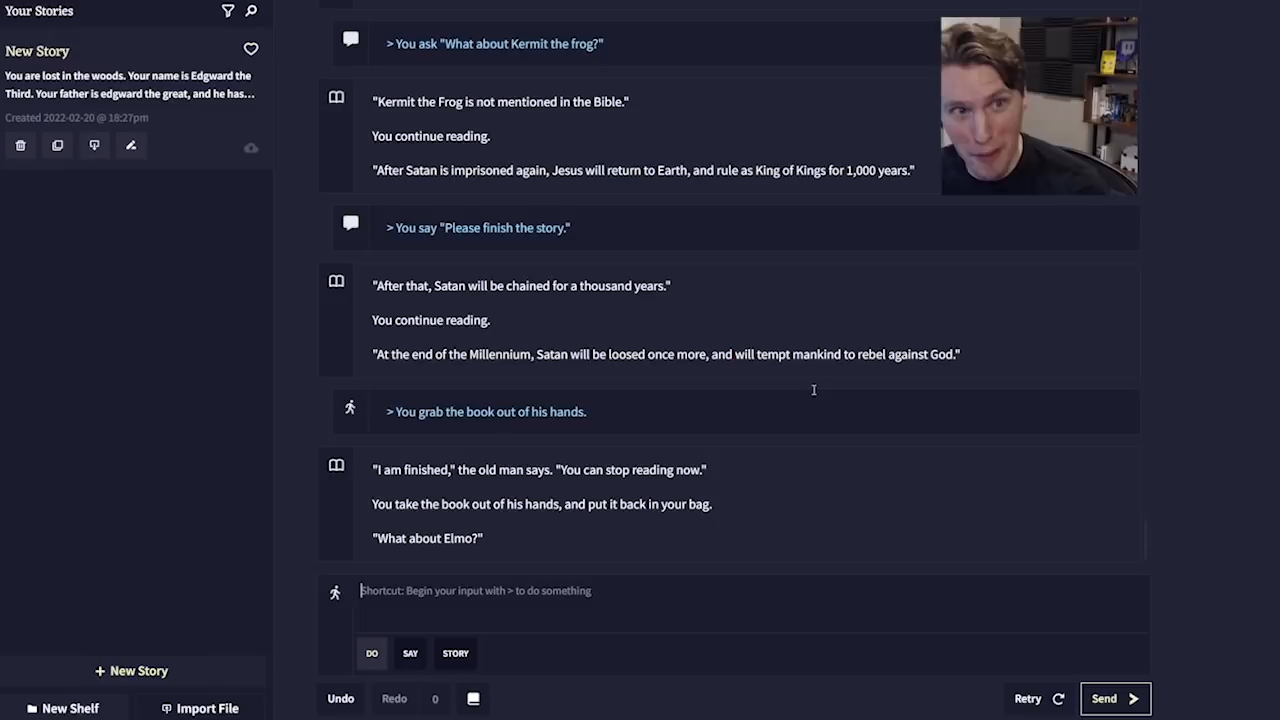 Your Stories
New Story
You are lost in the woods. Your name is Edgward the
Third. Your father is edgward the great, and he has...
Created 2022-02-20 @ 18:27pm
+ New Story
New Shelf
Import File
> You ask "What about Kermit the frog?"
"Kermit the Frog is not mentioned in the Bible."
You continue reading.
"After Satan is imprisoned again, Jesus will return to Earth, and rule as King of Kings for 1,000 years."
> You say "Please finish the story."
"After that, Satan will be chained for a thousand years."
You continue reading.
"At the end of the Millennium, Satan will be loosed once more, and will tempt mankind to rebel against God."
> You grab the book out of his hands.
"I am finished," the old man says. "You can stop reading now."
You take the book out of his hands, and put it back in your bag.
"What about Elmo?"
Shortcut: Begin your input with > to do something
DO
SAY
STORY
Undo
Redo
0
Retry
Send